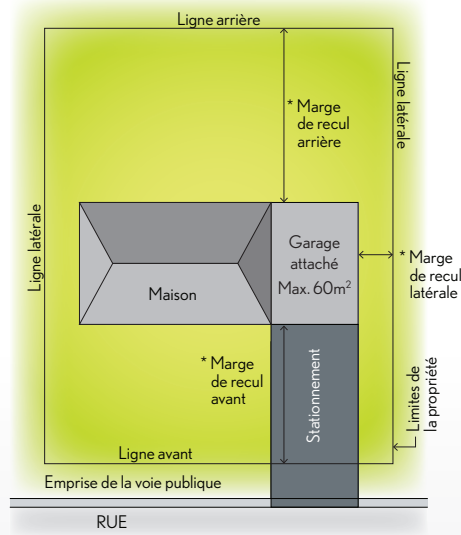 Ligne arrière
Ligne latérale
* Marge
de recul
arrière
Ligne latérale
Garage
attaché
Max. 60m²
* Marge
de recul
latérale
Maison
* Marge
de recul
avant
Stationnement
Limites de
la propriété
Ligne avant
Emprise de la voie publique
RUE